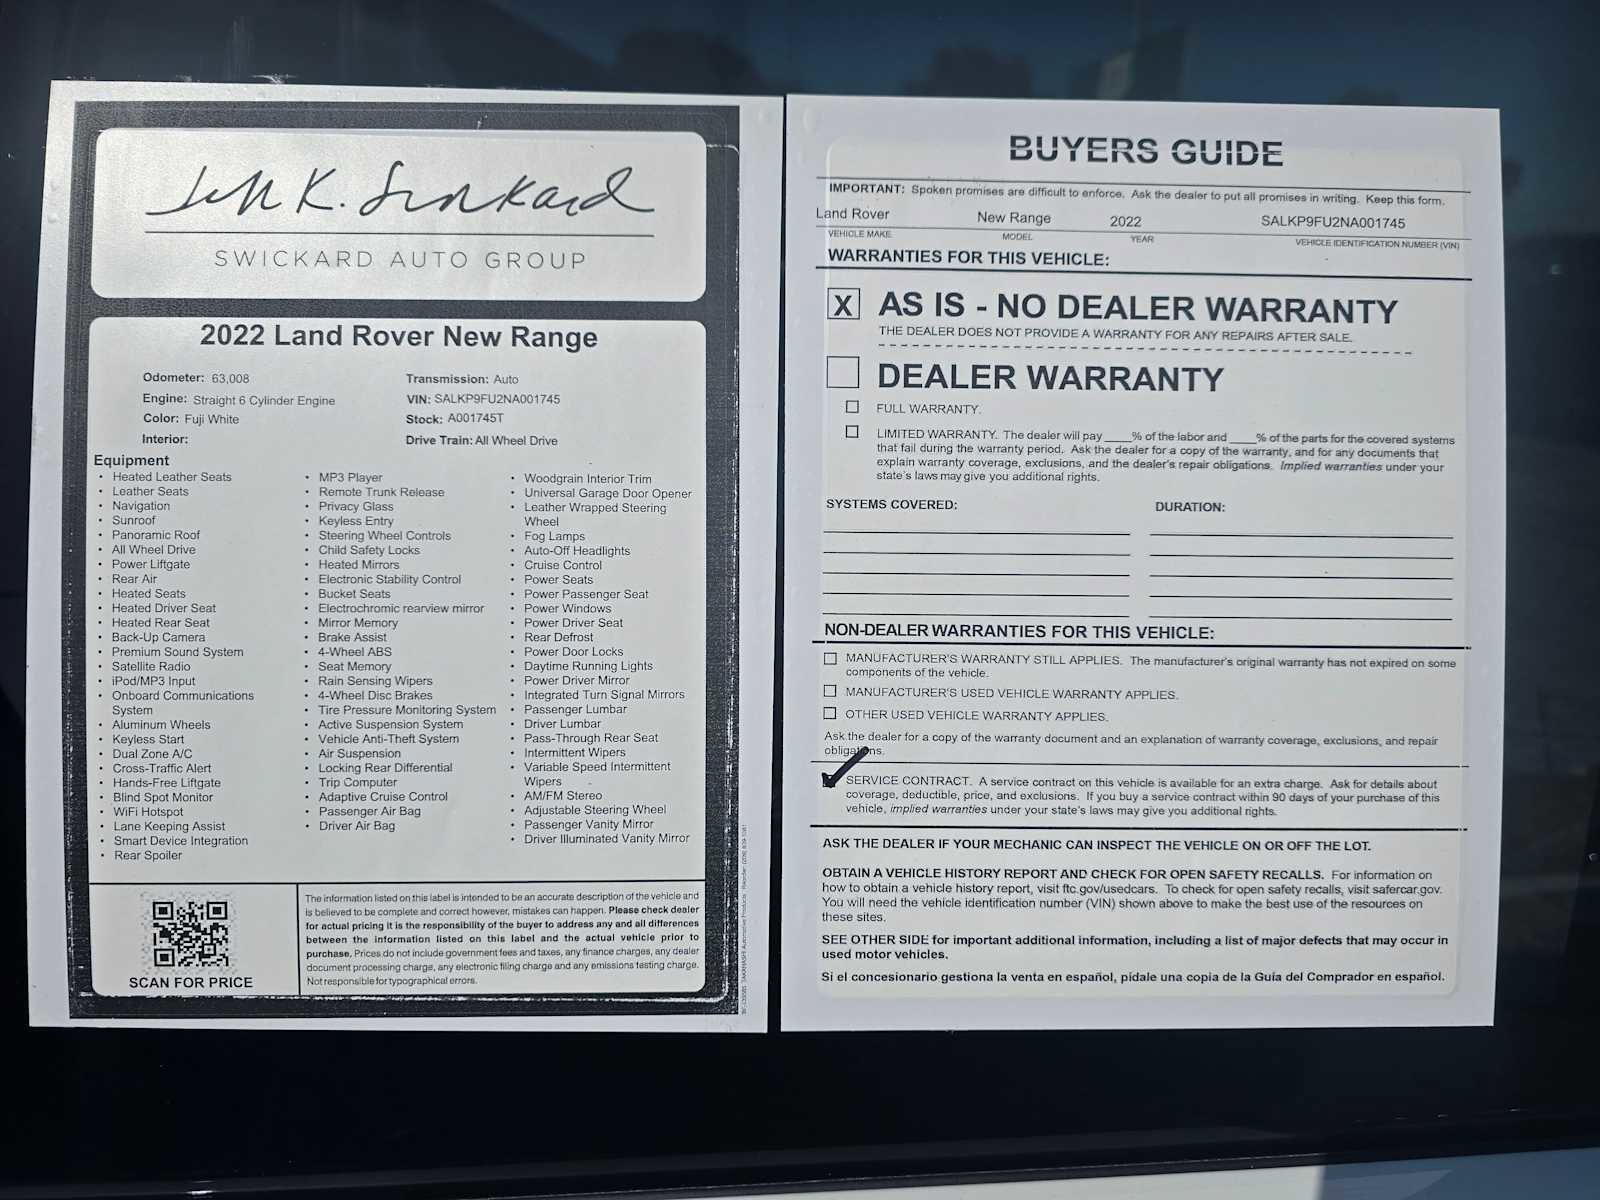 Jeff K. Swickard
SWICKARD AUTO GROUP
2022 Land Rover New Range
Odometer: 63,008
Engine: Straight 6 Cylinder Engine
Color: Fuji White
Interior:
Transmission: Auto
VIN: SALKP9FU2NA001745
Stock: A001745T
Drive Train: All Wheel Drive
Equipment
• Heated Leather Seats
• Leather Seats
• Navigation
• Sunroof
• Panoramic Roof
• All Wheel Drive
• Power Liftgate
• Rear Air
• Heated Seats
• Heated Driver Seat
• Heated Rear Seat
• Back-Up Camera
• Premium Sound System
• Satellite Radio
• iPod/MP3 Input
• Onboard Communications
System
• Aluminum Wheels
• Keyless Start
• Dual Zone A/C
• Cross-Traffic Alert
• Hands-Free Liftgate
• Blind Spot Monitor
• WiFi Hotspot
• Lane Keeping Assist
• Smart Device Integration
• Rear Spoiler
• MP3 Player
• Remote Trunk Release
• Privacy Glass
• Keyless Entry
• Steering Wheel Controls
• Child Safety Locks
• Heated Mirrors
• Electronic Stability Control
• Bucket Seats
• Electrochromic rearview mirror
• Mirror Memory
• Brake Assist
• 4-Wheel ABS
• Seat Memory
• Rain Sensing Wipers
• 4-Wheel Disc Brakes
• Tire Pressure Monitoring System
• Active Suspension System
• Vehicle Anti-Theft System
• Air Suspension
• Locking Rear Differential
• Trip Computer
• Adaptive Cruise Control
• Passenger Air Bag
• Driver Air Bag
• Woodgrain Interior Trim
• Universal Garage Door Opener
• Leather Wrapped Steering
Wheel
• Fog Lamps
• Auto-Off Headlights
• Cruise Control
• Power Seats
• Power Passenger Seat
• Power Windows
• Power Driver Seat
• Rear Defrost
• Power Door Locks
• Daytime Running Lights
• Power Driver Mirror
• Integrated Turn Signal Mirrors
• Passenger Lumbar
• Driver Lumbar
• Pass-Through Rear Seat
• Intermittent Wipers
• Variable Speed Intermittent
Wipers
• AM/FM Stereo
• Adjustable Steering Wheel
• Passenger Vanity Mirror
• Driver Illuminated Vanity Mirror
SCAN FOR PRICE
The information listed on this label is intended to be an accurate description of the vehicle and
is believed to be complete and correct however, mistakes can happen. Please check dealer
for actual pricing it is the responsibility of the buyer to address any and all differences
between the information listed on this label and the actual vehicle prior to
purchase. Prices do not include government fees and taxes, any finance charges, any dealer
document processing charge, any electronic filing charge and any emissions testing charge.
Not responsible for typographical errors.
BUYERS GUIDE
IMPORTANT: Spoken promises are difficult to enforce. Ask the dealer to put all promises in writing. Keep this form.
Land Rover New Range 2022 SALKP9FU2NA001745
VEHICLE MAKE MODEL YEAR VEHICLE IDENTIFICATION NUMBER (VIN)
WARRANTIES FOR THIS VEHICLE:
X AS IS - NO DEALER WARRANTY
THE DEALER DOES NOT PROVIDE A WARRANTY FOR ANY REPAIRS AFTER SALE.
DEALER WARRANTY
FULL WARRANTY.
LIMITED WARRANTY. The dealer will pay ____% of the labor and ____% of the parts for the covered systems
that fail during the warranty period. Ask the dealer for a copy of the warranty, and for any documents that
explain warranty coverage, exclusions, and the dealer's repair obligations. Implied warranties under your
state's laws may give you additional rights.
SYSTEMS COVERED: DURATION:
NON-DEALER WARRANTIES FOR THIS VEHICLE:
MANUFACTURER'S WARRANTY STILL APPLIES. The manufacturer's original warranty has not expired on some
components of the vehicle.
MANUFACTURER'S USED VEHICLE WARRANTY APPLIES.
OTHER USED VEHICLE WARRANTY APPLIES.
Ask the dealer for a copy of the warranty document and an explanation of warranty coverage, exclusions, and repair
obligations.
SERVICE CONTRACT. A service contract on this vehicle is available for an extra charge. Ask for details about
coverage, deductible, price, and exclusions. If you buy a service contract within 90 days of your purchase of this
vehicle, implied warranties under your state's laws may give you additional rights.
ASK THE DEALER IF YOUR MECHANIC CAN INSPECT THE VEHICLE ON OR OFF THE LOT.
OBTAIN A VEHICLE HISTORY REPORT AND CHECK FOR OPEN SAFETY RECALLS. For information on
how to obtain a vehicle history report, visit ftc.gov/usedcars. To check for open safety recalls, visit safercar.gov.
You will need the vehicle identification number (VIN) shown above to make the best use of the resources on
these sites.
SEE OTHER SIDE for important additional information, including a list of major defects that may occur in
used motor vehicles.
Si el concesionario gestiona la venta en español, pídale una copia de la Guía del Comprador en español.